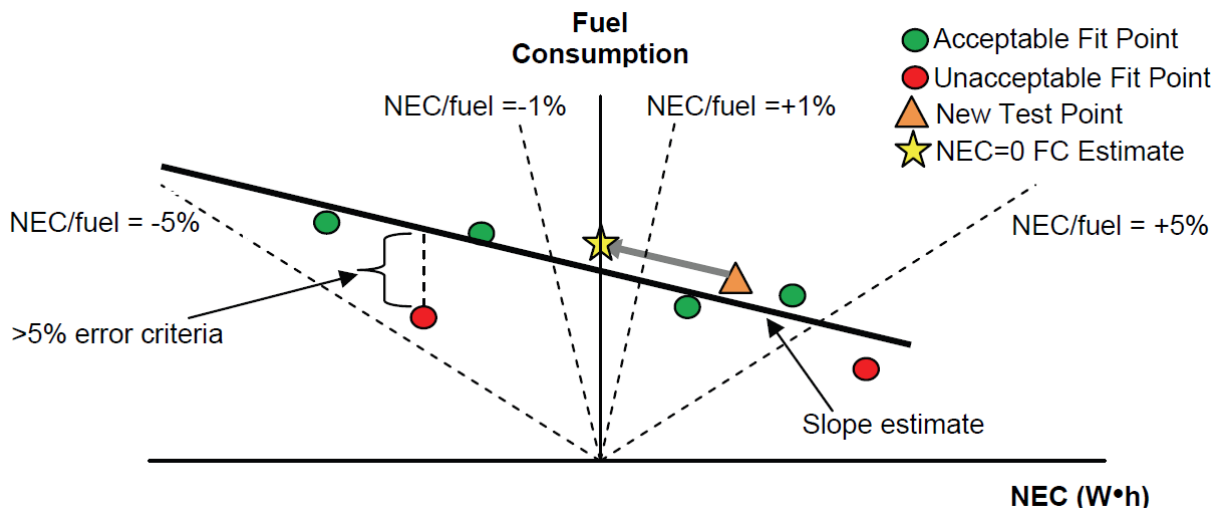 Fuel
Consumption
Acceptable Fit Point
Unacceptable Fit Point
New Test Point
NEC=0 FC Estimate
NEC/fuel =-1%
NEC/fuel =+1%
NEC/fuel = -5%
NEC/fuel = +5%
>5% error criteria
Slope estimate
NEC (W•h)